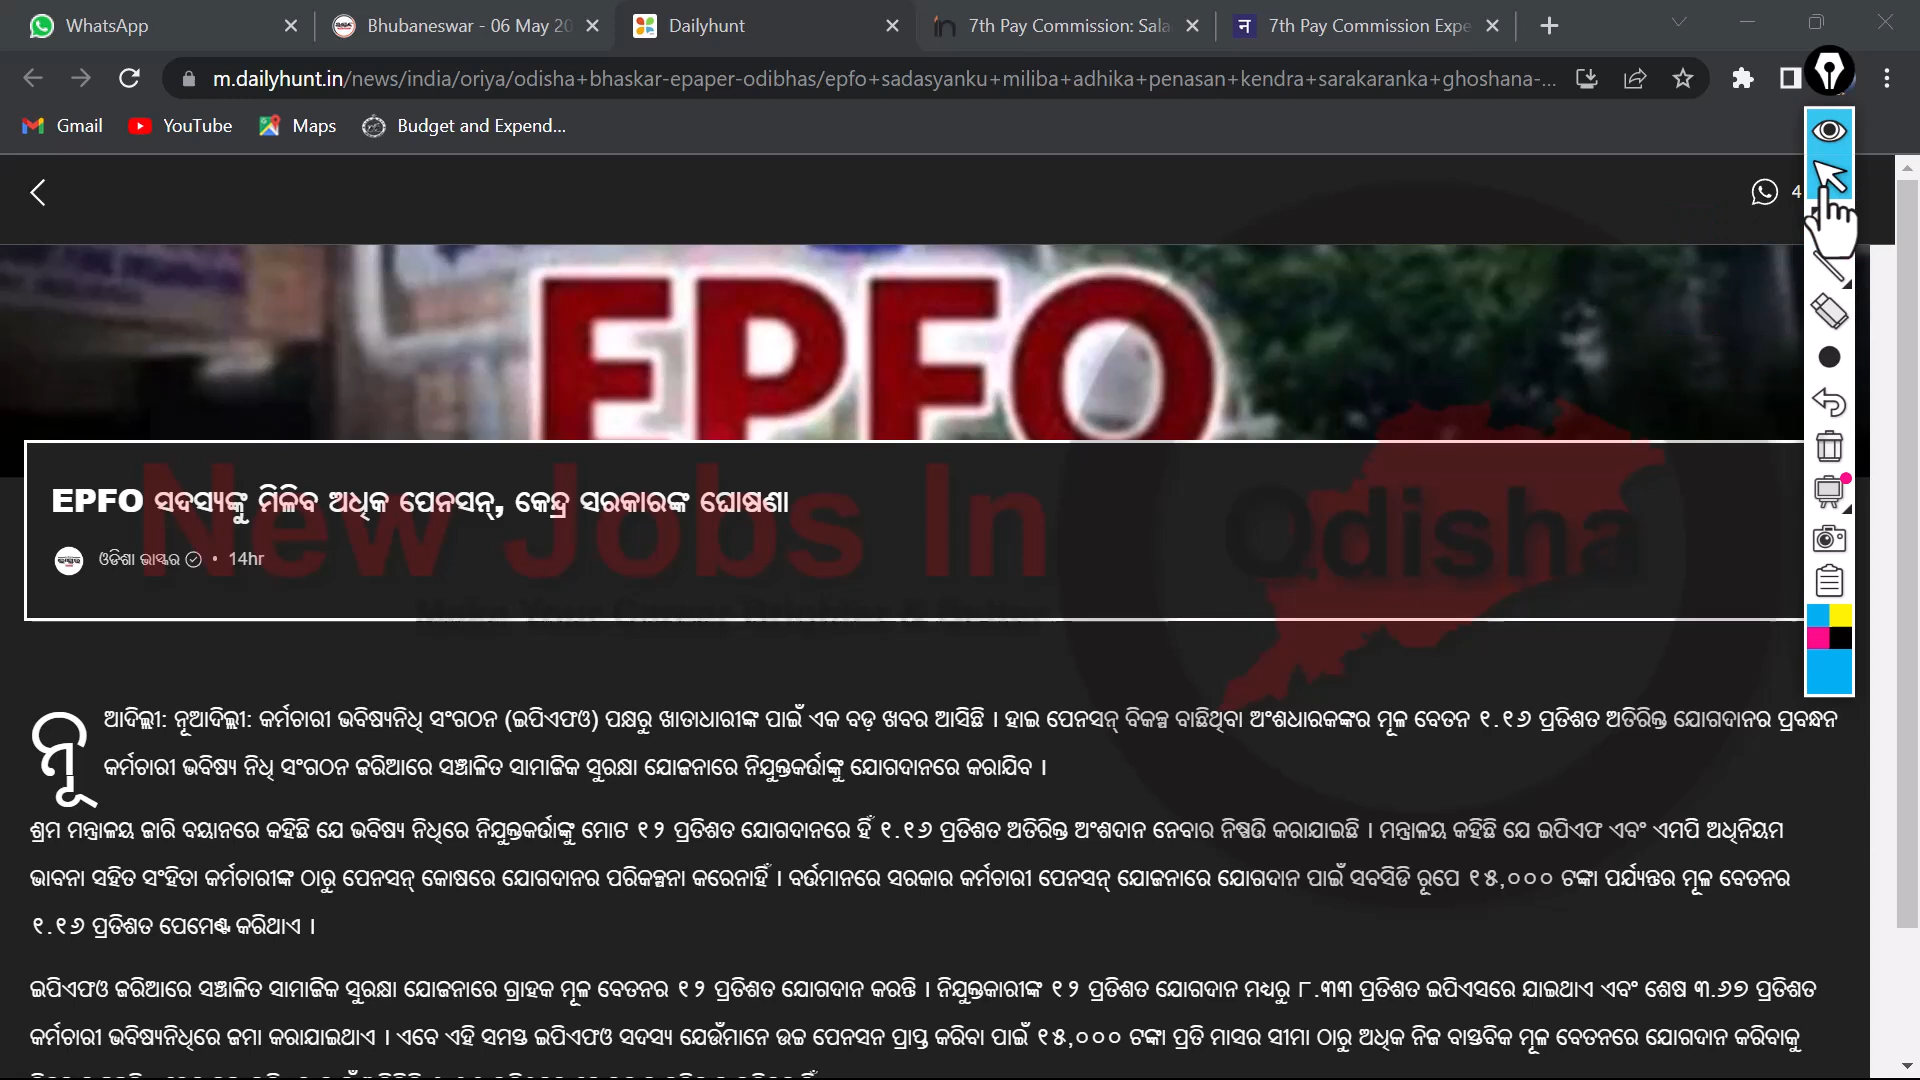 WhatsApp
Bhubaneswar - 06 May 20
Dailyhunt
7th Pay Commission: Sala
7th Pay Commission Expe
m.dailyhunt.in/news/india/oriya/odisha+bhaskar-epaper-odibhas/epfo+sadasyanku+miliba+adhika+penasan+kendra+sarakaranka+ghoshana-...
Gmail
YouTube
Maps
Budget and Expend...
4
EPFO
EPFO ସଦସ୍ୟଙ୍କୁ ମିଳିବ ଅଧିକ ପେନସନ୍, କେନ୍ଦ୍ର ସରକାରଙ୍କ ଘୋଷଣା
ଓଡିଶା ଭାସ୍କର • 14hr
New Jobs In Odisha
ନୂଆଦିଲ୍ଲୀ: ନୂଆଦିଲ୍ଲୀ: କର୍ମଚାରୀ ଭବିଷ୍ୟନିଧି ସଂଗଠନ (ଇପିଏଫଓ) ପକ୍ଷରୁ ଖାତାଧାରୀଙ୍କ ପାଇଁ ଏକ ବଡ଼ ଖବର ଆସିଛି । ହାଇ ପେନସନ୍ ବିକଳ୍ପ ବାଛିଥିବା ଅଂଶଧାରକଙ୍କର ମୂଳ ବେତନ ୧.୧୬ ପ୍ରତିଶତ ଅତିରିକ୍ତ ଯୋଗଦାନର ପ୍ରବନ୍ଧନ
କର୍ମଚାରୀ ଭବିଷ୍ୟ ନିଧି ସଂଗଠନ ଜରିଆରେ ସଞ୍ଚାଳିତ ସାମାଜିକ ସୁରକ୍ଷା ଯୋଜନାରେ ନିଯୁକ୍ତକର୍ତ୍ତାଙ୍କୁ ଯୋଗଦାନରେ କରାଯିବ ।
ଶ୍ରମ ମନ୍ତ୍ରାଳୟ ଜାରି ବୟାନରେ କହିଛି ଯେ ଭବିଷ୍ୟ ନିଧିରେ ନିଯୁକ୍ତକର୍ତ୍ତାଙ୍କୁ ମୋଟ ୧୨ ପ୍ରତିଶତ ଯୋଗଦାନରେ ହିଁ ୧.୧୬ ପ୍ରତିଶତ ଅତିରିକ୍ତ ଅଂଶଦାନ ନେବାର ନିଷ୍ପତ୍ତି କରାଯାଇଛି । ମନ୍ତ୍ରାଳୟ କହିଛି ଯେ ଇପିଏଫ ଏବଂ ଏମପି ଅଧିନିୟମ
ଭାବନା ସହିତ ସଂହିତା କର୍ମଚାରୀଙ୍କ ଠାରୁ ପେନସନ୍ କୋଷରେ ଯୋଗଦାନର ପରିକଳ୍ପନା କରେନାହିଁ । ବର୍ତ୍ତମାନରେ ସରକାର କର୍ମଚାରୀ ପେନସନ୍ ଯୋଜନାରେ ଯୋଗଦାନ ପାଇଁ ସବସିଡି ରୂପେ ୧୫,୦୦୦ ଟଙ୍କା ପର୍ଯ୍ୟନ୍ତର ମୂଳ ବେତନର
୧.୧୬ ପ୍ରତିଶତ ପେମେଣ୍ଟ କରିଥାଏ ।
ଇପିଏଫଓ ଜରିଆରେ ସଞ୍ଚାଳିତ ସାମାଜିକ ସୁରକ୍ଷା ଯୋଜନାରେ ଗ୍ରାହକ ମୂଳ ବେତନର ୧୨ ପ୍ରତିଶତ ଯୋଗଦାନ କରନ୍ତି । ନିଯୁକ୍ତକାରୀଙ୍କ ୧୨ ପ୍ରତିଶତ ଯୋଗଦାନ ମଧ୍ୟରୁ ୮.୩୩ ପ୍ରତିଶତ ଇପିଏସରେ ଯାଇଥାଏ ଏବଂ ଶେଷ ୩.୬୭ ପ୍ରତିଶତ
କର୍ମଚାରୀ ଭବିଷ୍ୟନିଧିରେ ଜମା କରାଯାଇଥାଏ । ଏବେ ଏହି ସମସ୍ତ ଇପିଏଫଓ ସଦସ୍ୟ ଯେଉଁମାନେ ଉଚ୍ଚ ପେନସନ ପ୍ରାପ୍ତ କରିବା ପାଇଁ ୧୫,୦୦୦ ଟଙ୍କା ପ୍ରତି ମାସର ସୀମା ଠାରୁ ଅଧିକ ନିଜ ବାସ୍ତବିକ ମୂଳ ବେତନରେ ଯୋଗଦାନ କରିବାକୁ